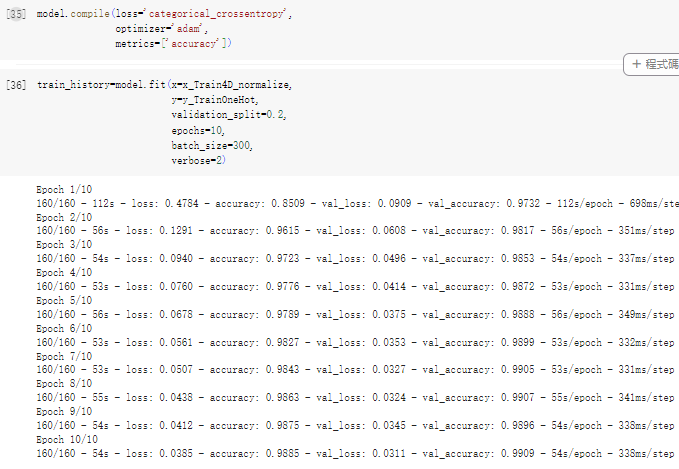 [35] model.compile(loss='categorical_crossentropy',
optimizer='adam',
metrics=['accuracy'])
+ 程式碼
[36] train_history=model.fit(x=x_Train4D_normalize,
y=y_TrainOneHot,
validation_split=0.2,
epochs=10,
batch_size=300,
verbose=2)
Epoch 1/10
160/160 - 112s - loss: 0.4784 - accuracy: 0.8509 - val_loss: 0.0909 - val_accuracy: 0.9732 - 112s/epoch - 698ms/ste
Epoch 2/10
160/160 - 56s - loss: 0.1291 - accuracy: 0.9615 - val_loss: 0.0608 - val_accuracy: 0.9817 - 56s/epoch - 351ms/step
Epoch 3/10
160/160 - 54s - loss: 0.0940 - accuracy: 0.9723 - val_loss: 0.0496 - val_accuracy: 0.9853 - 54s/epoch - 337ms/step
Epoch 4/10
160/160 - 53s - loss: 0.0760 - accuracy: 0.9776 - val_loss: 0.0414 - val_accuracy: 0.9872 - 53s/epoch - 331ms/step
Epoch 5/10
160/160 - 56s - loss: 0.0678 - accuracy: 0.9789 - val_loss: 0.0375 - val_accuracy: 0.9888 - 56s/epoch - 349ms/step
Epoch 6/10
160/160 - 53s - loss: 0.0561 - accuracy: 0.9827 - val_loss: 0.0353 - val_accuracy: 0.9899 - 53s/epoch - 332ms/step
Epoch 7/10
160/160 - 53s - loss: 0.0507 - accuracy: 0.9843 - val_loss: 0.0327 - val_accuracy: 0.9905 - 53s/epoch - 331ms/step
Epoch 8/10
160/160 - 55s - loss: 0.0438 - accuracy: 0.9863 - val_loss: 0.0324 - val_accuracy: 0.9907 - 55s/epoch - 341ms/step
Epoch 9/10
160/160 - 54s - loss: 0.0412 - accuracy: 0.9875 - val_loss: 0.0345 - val_accuracy: 0.9896 - 54s/epoch - 338ms/step
Epoch 10/10
160/160 - 54s - loss: 0.0385 - accuracy: 0.9885 - val_loss: 0.0311 - val_accuracy: 0.9909 - 54s/epoch - 338ms/step